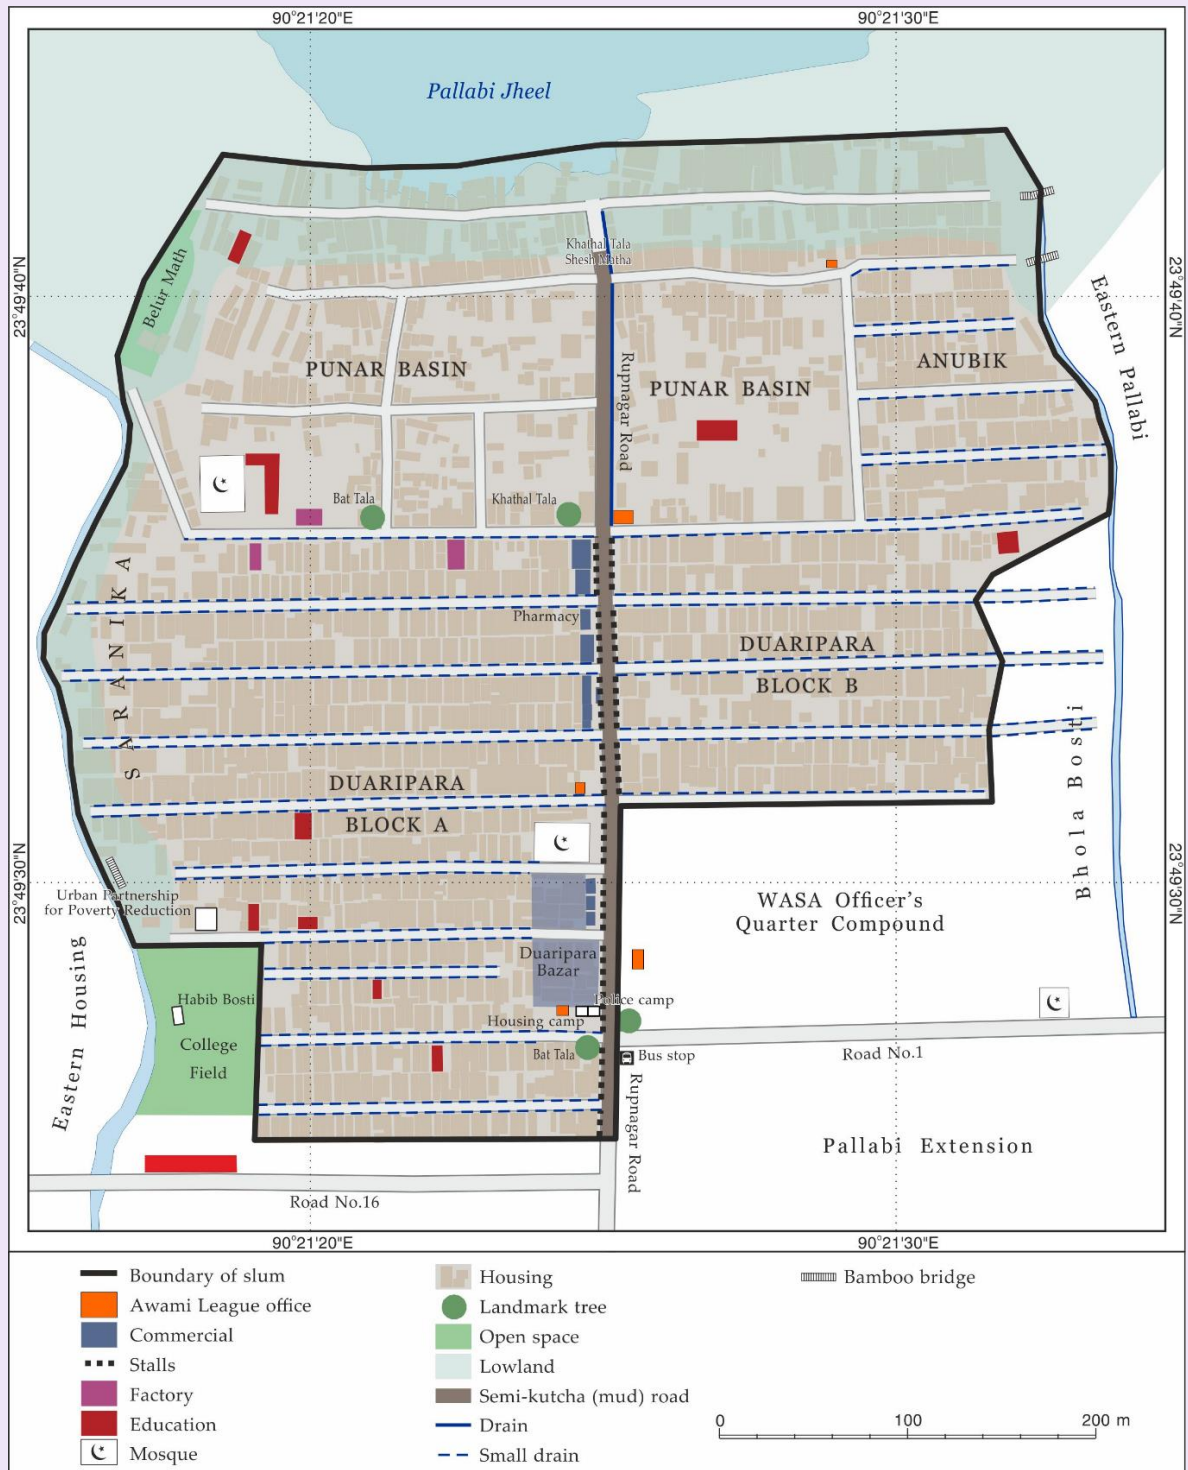 90°21'20"E
90°21'30"E
Pallabi Jheel
23°49'40"N
23°49'40"N
Belur Math
Khathal Tala
Shesh Matha
Eastern Pallabi
PUNAR BASIN
Rupnagar Road
PUNAR BASIN
ANUBIK
Bat Tala
Khathal Tala
SARANIKA
Pharmacy
DUARIPARA
BLOCK B
Bhola Bosti
DUARIPARA
BLOCK A
23°49'30"N
23°49'30"N
Urban Partnership
for Poverty Reduction
WASA Officer's
Quarter Compound
Eastern Housing
Duaripara
Bazar
Habib Bosti
College
Field
Housing camp
Police camp
Bat Tala
Bus stop
Road No.1
Rupnagar Road
Pallabi Extension
Road No.16
90°21'20"E
90°21'30"E
Boundary of slum
Awami League office
Commercial
Stalls
Factory
Education
Mosque
Housing
Landmark tree
Open space
Lowland
Semi-kutcha (mud) road
Drain
Small drain
Bamboo bridge
0 100 200 m